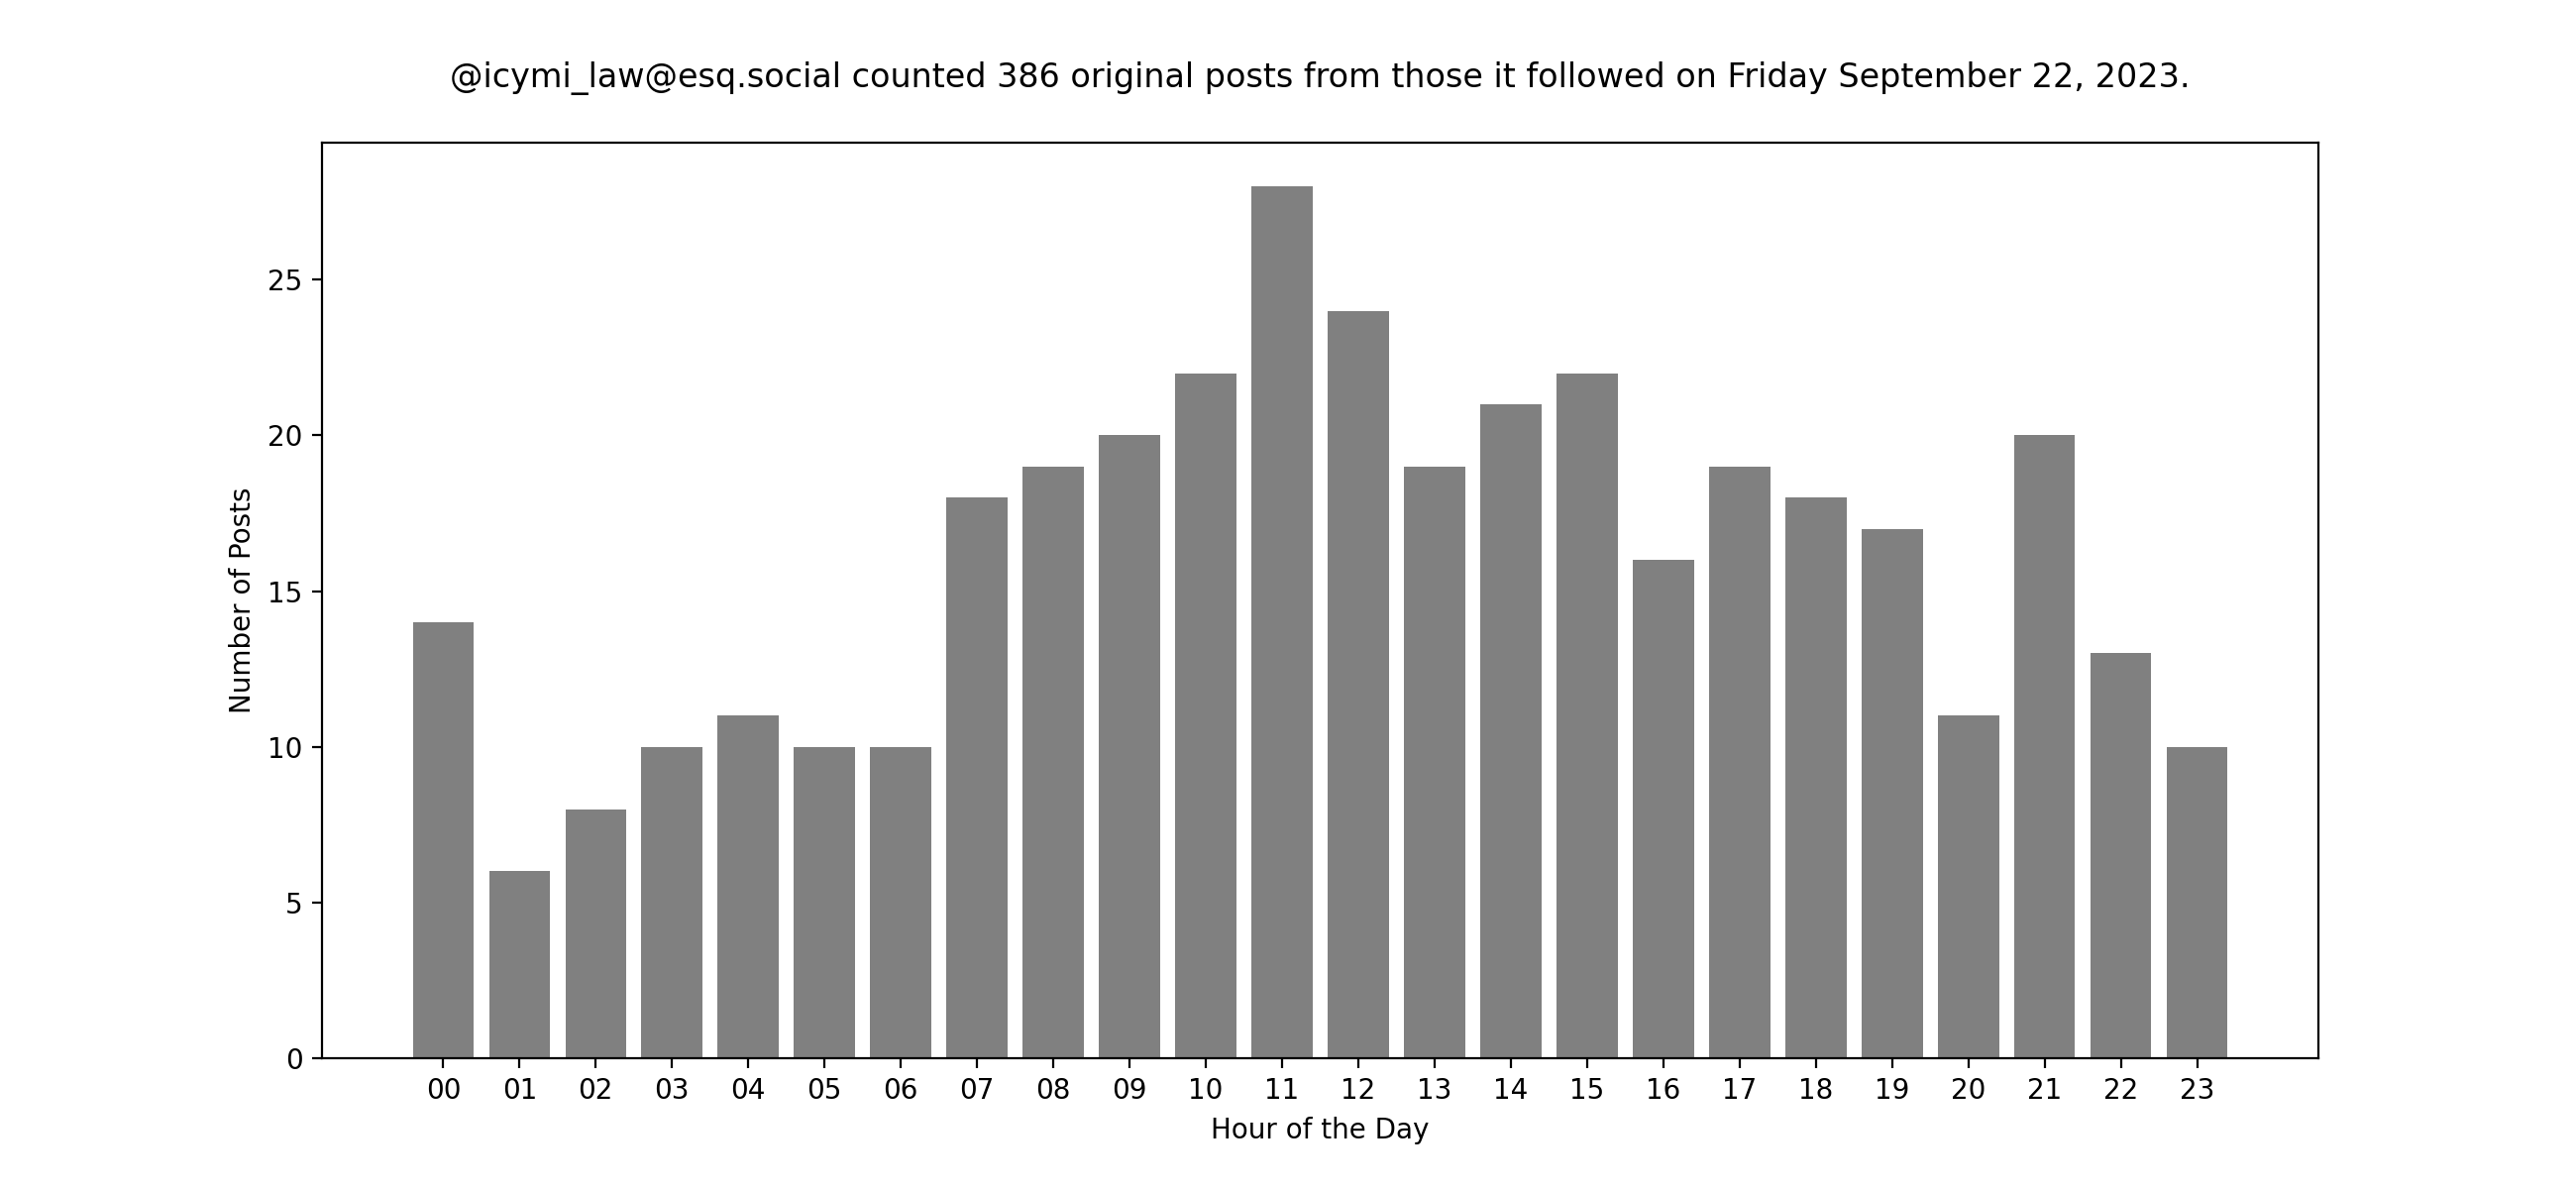 @icymi_law@esq.social counted 386 original posts from those it followed on Friday September 22, 2023.
25
20
15
10
5
0
Number of Posts
00 01 02 03 04 05 06 07 08 09 10 11 12 13 14 15 16 17 18 19 20 21 22 23
Hour of the Day